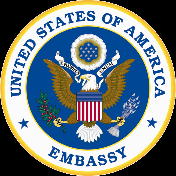 UNITED STATES OF AMERICA
EMBASSY